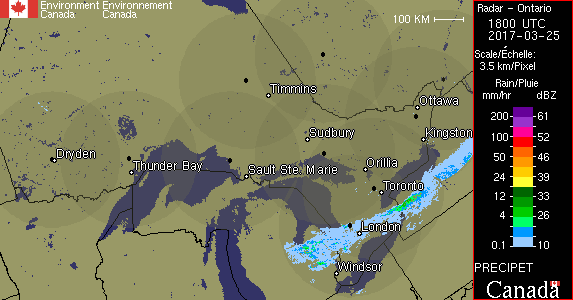 Environment Environnement
Canada Canada
100 KM
Timmins
Ottawa
Sudbury
Kingston
Dryden
Thunder Bay
Sault Ste. Marie
Orillia
Toronto
London
Windsor
Radar - Ontario
1800 UTC
2017-03-25
Scale/Échelle:
3.5 km/Pixel
Rain/Pluie
mm/hr dBZ
200 61
100 52
50 46
24 39
12 33
4 26
0.1 10
PRECIPET
Canada